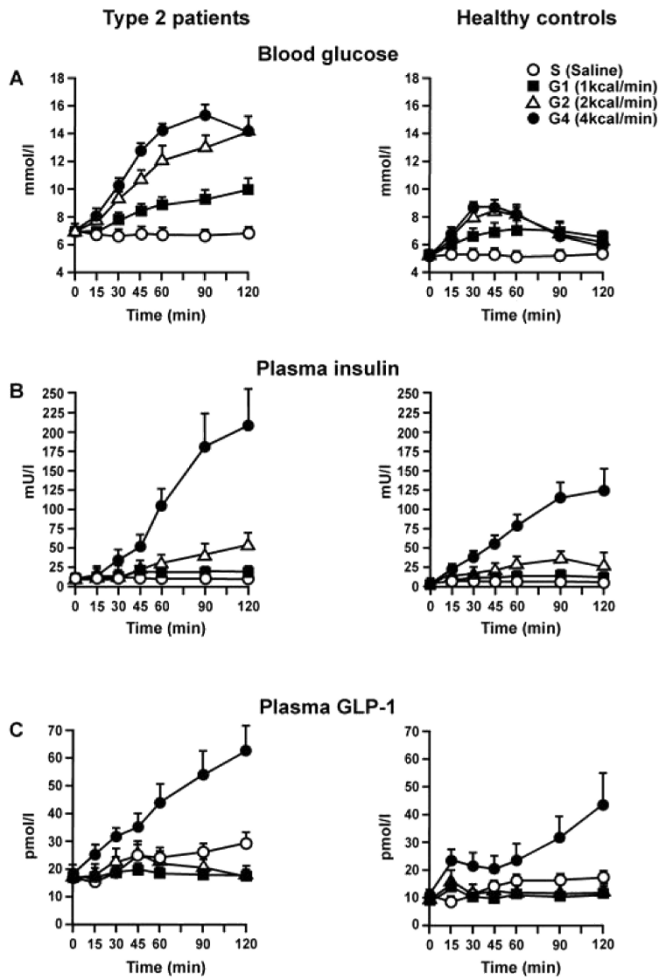 Type 2 patients Healthy controls
Blood glucose
A
18
16
14
12
10
8
6
4
mmol/l
0 15 30 45 60 90 120
Time (min)
18
16
14
12
10
8
6
4
mmol/l
0 15 30 45 60 90 120
Time (min)
S (Saline)
G1 (1kcal/min)
G2 (2kcal/min)
G4 (4kcal/min)
Plasma insulin
B
250
225
200
175
150
125
100
75
50
25
0
mU/l
0 15 30 45 60 90 120
Time (min)
250
225
200
175
150
125
100
75
50
25
0
mU/l
0 15 30 45 60 90 120
Time (min)
Plasma GLP-1
C
70
60
50
40
30
20
10
0
pmol/l
0 15 30 45 60 90 120
Time (min)
70
60
50
40
30
20
10
0
pmol/l
0 15 30 45 60 90 120
Time (min)